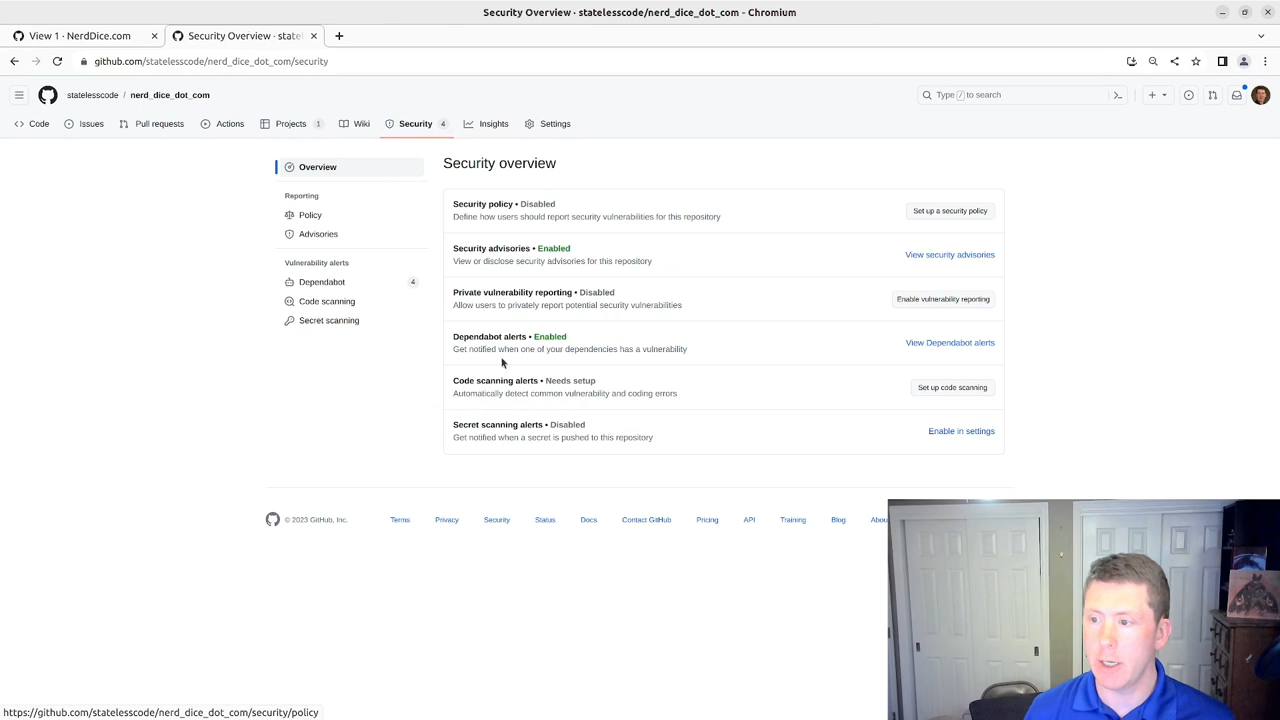 Security Overview · statelesscode/nerd_dice_dot_com - Chromium
View 1 · NerdDice.com
Security Overview · statel
github.com/statelesscode/nerd_dice_dot_com/security
statelesscode / nerd_dice_dot_com
Type / to search
Code
Issues
Pull requests
Actions
Projects 1
Wiki
Security 4
Insights
Settings
Overview
Reporting
Policy
Advisories
Vulnerability alerts
Dependabot 4
Code scanning
Secret scanning
Security overview
Security policy • Disabled
Define how users should report security vulnerabilities for this repository
Set up a security policy
Security advisories • Enabled
View or disclose security advisories for this repository
View security advisories
Private vulnerability reporting • Disabled
Allow users to privately report potential security vulnerabilities
Enable vulnerability reporting
Dependabot alerts • Enabled
Get notified when one of your dependencies has a vulnerability
View Dependabot alerts
Code scanning alerts • Needs setup
Automatically detect common vulnerability and coding errors
Set up code scanning
Secret scanning alerts • Disabled
Get notified when a secret is pushed to this repository
Enable in settings
© 2023 GitHub, Inc.
Terms
Privacy
Security
Status
Docs
Contact GitHub
Pricing
API
Training
Blog
Abou
https://github.com/statelesscode/nerd_dice_dot_com/security/policy